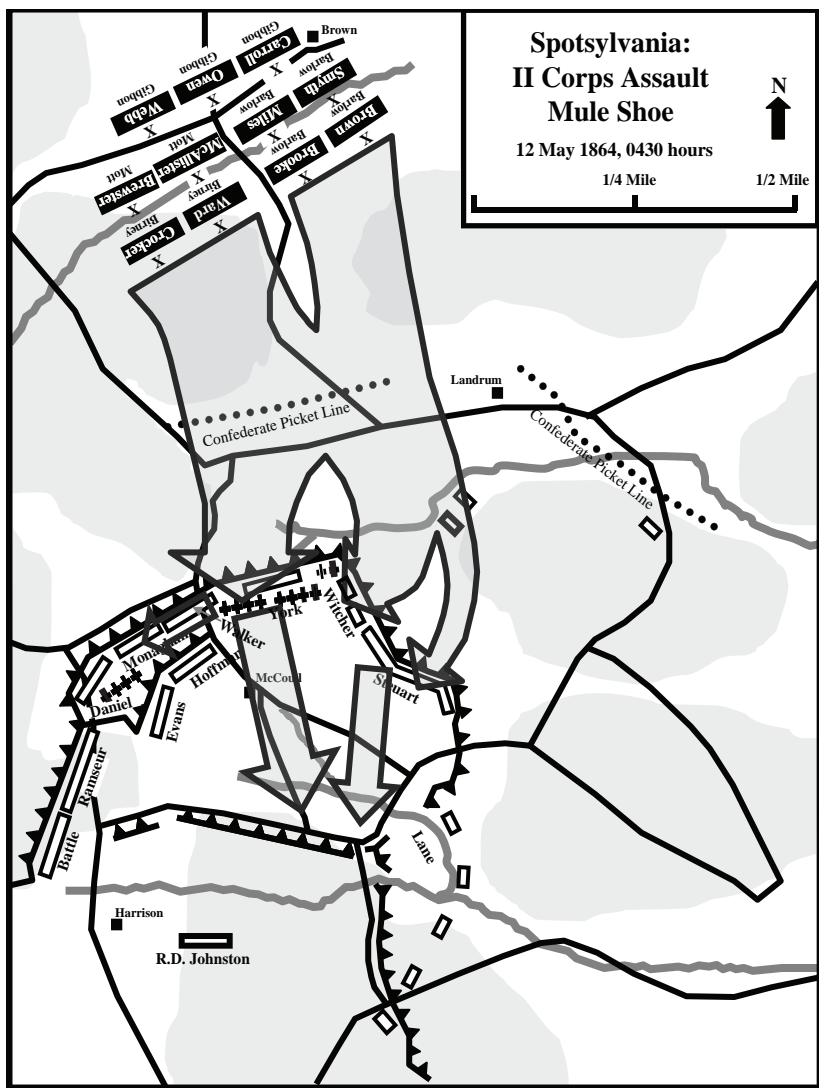 Spotsylvania:
II Corps Assault
Mule Shoe
12 May 1864, 0430 hours
N
1/4 Mile
1/2 Mile
Brown
Gibbon
Carroll
X
Gibbon
Owen
X
Gibbon
Webb
X
Barlow
Smyth
X
Barlow
Miles
X
Mott
McAllister
X
Mott
Brewster
X
Barlow
Brown
X
Barlow
Brooke
X
Birney
Ward
X
Birney
Crocker
X
Landrum
Confederate Picket Line
Confederate Picket Line
York
Witcher
Walker
Hoffman
McCoull
Steuart
Daniel
Evans
Ramseur
Battle
Lane
Harrison
R.D. Johnston